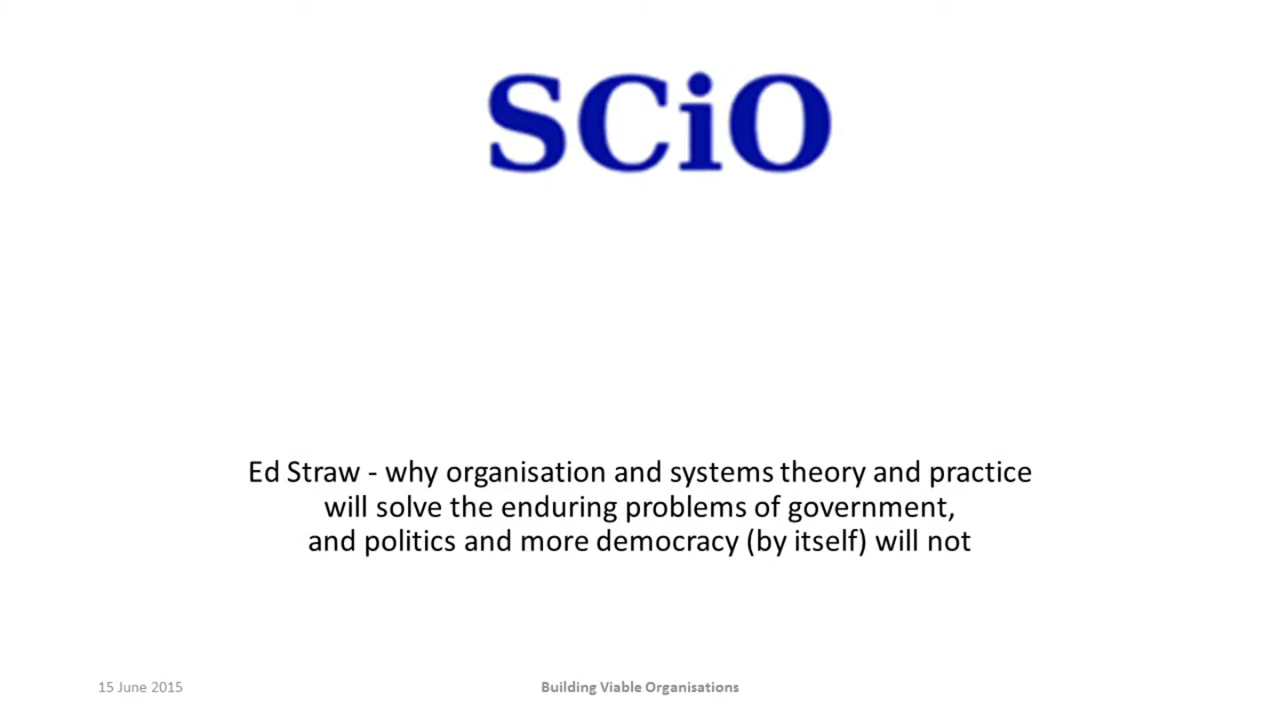 SCiO
Ed Straw - why organisation and systems theory and practice
will solve the enduring problems of government,
and politics and more democracy (by itself) will not
15 June 2015
Building Viable Organisations